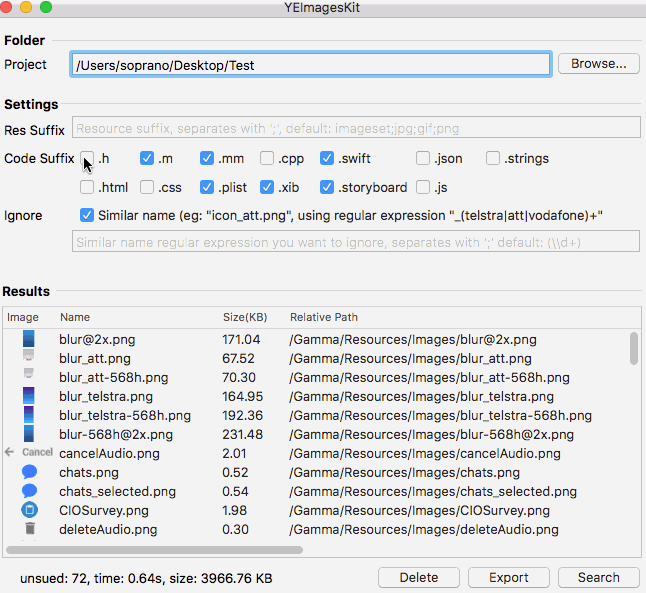 YEImagesKit
Folder
Project /Users/soprano/Desktop/Test Browse...
Settings
Res Suffix Resource suffix, separates with ';', default: imageset;jpg;gif;png
Code Suffix .h .m .mm .cpp .swift .json .strings
.html .css .plist .xib .storyboard .js
Ignore Similar name (eg: "icon_att.png", using regular expression "_(telstra|att|vodafone)+"
Similar name regular expression you want to ignore, separates with ';' default: (\\d+)
Results
Image Name Size(KB) Relative Path
blur@2x.png 171.04 /Gamma/Resources/Images/blur@2x.png
blur_att.png 67.52 /Gamma/Resources/Images/blur_att.png
blur_att-568h.png 70.30 /Gamma/Resources/Images/blur_att-568h.png
blur_telstra.png 164.95 /Gamma/Resources/Images/blur_telstra.png
blur_telstra-568h.png 192.36 /Gamma/Resources/Images/blur_telstra-568h.png
blur-568h@2x.png 231.48 /Gamma/Resources/Images/blur-568h@2x.png
Cancel cancelAudio.png 2.01 /Gamma/Resources/Images/cancelAudio.png
chats.png 0.52 /Gamma/Resources/Images/chats.png
chats_selected.png 0.54 /Gamma/Resources/Images/chats_selected.png
CIOSurvey.png 1.98 /Gamma/Resources/Images/CIOSurvey.png
deleteAudio.png 0.30 /Gamma/Resources/Images/deleteAudio.png
unsued: 72, time: 0.64s, size: 3966.76 KB Delete Export Search